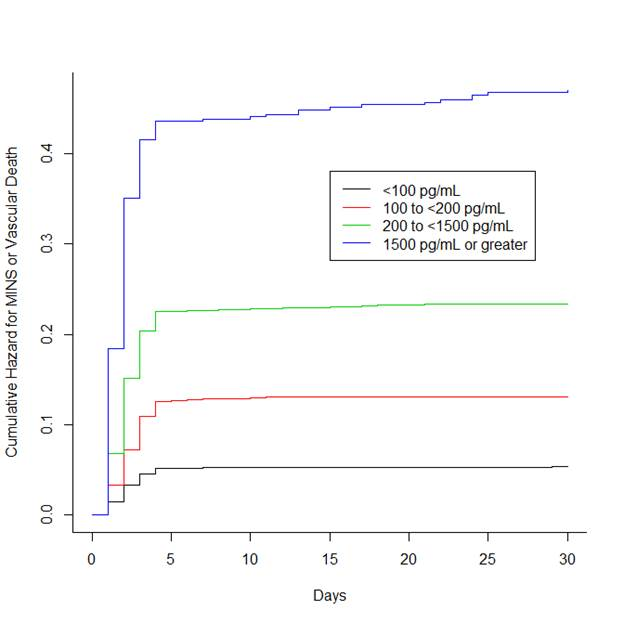 Cumulative Hazard for MINS or Vascular Death
0.4
0.3
0.2
0.1
0.0
<100 pg/mL
100 to <200 pg/mL
200 to <1500 pg/mL
1500 pg/mL or greater
0 5 10 15 20 25 30
Days